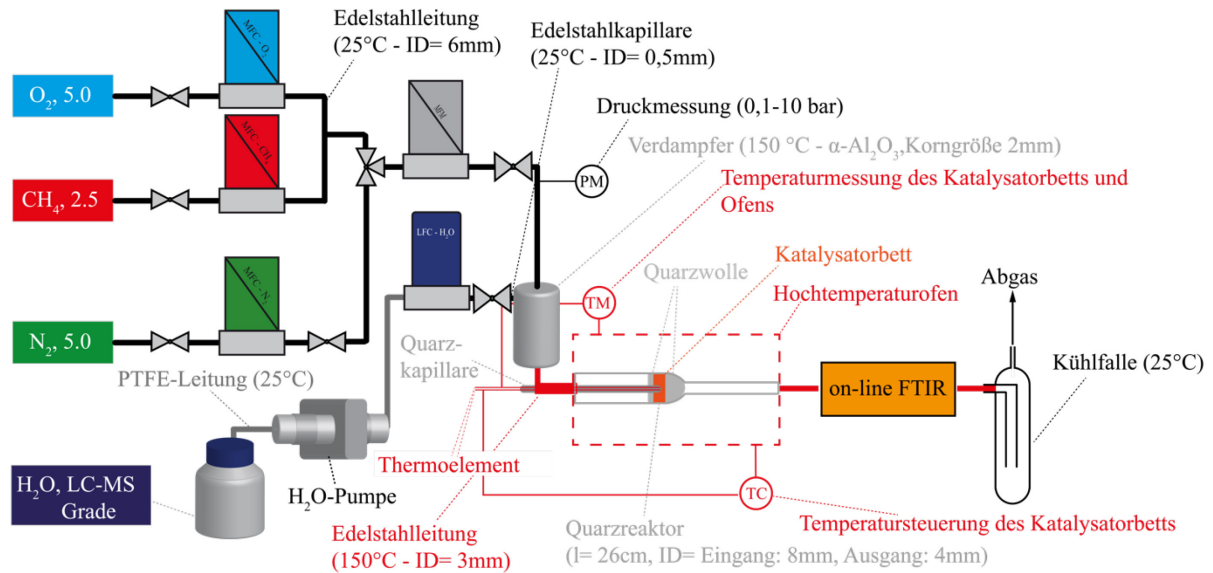 Edelstahlleitung
(25°C - ID= 6mm)
Edelstahlkapillare
(25°C - ID= 0,5mm)
MFC - O₂
O₂, 5.0
Druckmessung (0,1-10 bar)
MFC - CH₄
MFM
Verdampfer (150 °C - α-Al₂O₃,Korngröße 2mm)
PM
Temperaturmessung des Katalysatorbetts und
Ofens
CH₄, 2.5
LFC - H₂O
Katalysatorbett
Quarzwolle
Abgas
MFC - N₂
TM
Hochtemperaturofen
N₂, 5.0
Quarz-
kapillare
Kühlfalle (25°C)
PTFE-Leitung (25°C)
on-line FTIR
Thermoelement
H₂O, LC-MS
Grade
H₂O-Pumpe
TC
Edelstahlleitung
(150°C - ID= 3mm)
Quarzreaktor
(l= 26cm, ID= Eingang: 8mm, Ausgang: 4mm)
Temperatursteuerung des Katalysatorbetts